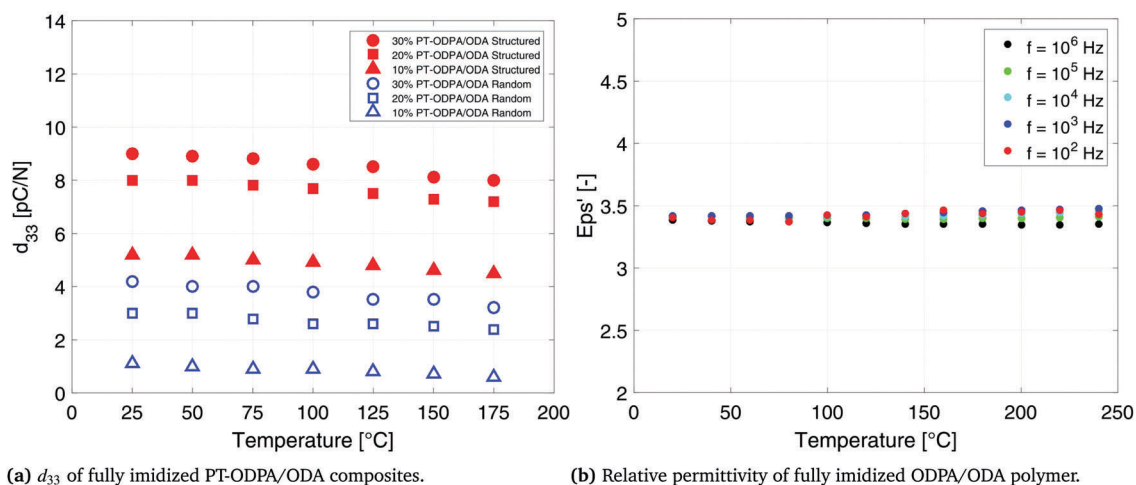 14
12
10
8
6
4
2
0
d33 [pC/N]
30% PT-ODPA/ODA Structured
20% PT-ODPA/ODA Structured
10% PT-ODPA/ODA Structured
30% PT-ODPA/ODA Random
20% PT-ODPA/ODA Random
10% PT-ODPA/ODA Random
0 25 50 75 100 125 150 175 200
Temperature [°C]
(a) d33 of fully imidized PT-ODPA/ODA composites.
5
4.5
4
3.5
3
2.5
2
Eps' [-]
f = 10^6 Hz
f = 10^5 Hz
f = 10^4 Hz
f = 10^3 Hz
f = 10^2 Hz
0 50 100 150 200 250
Temperature [°C]
(b) Relative permittivity of fully imidized ODPA/ODA polymer.